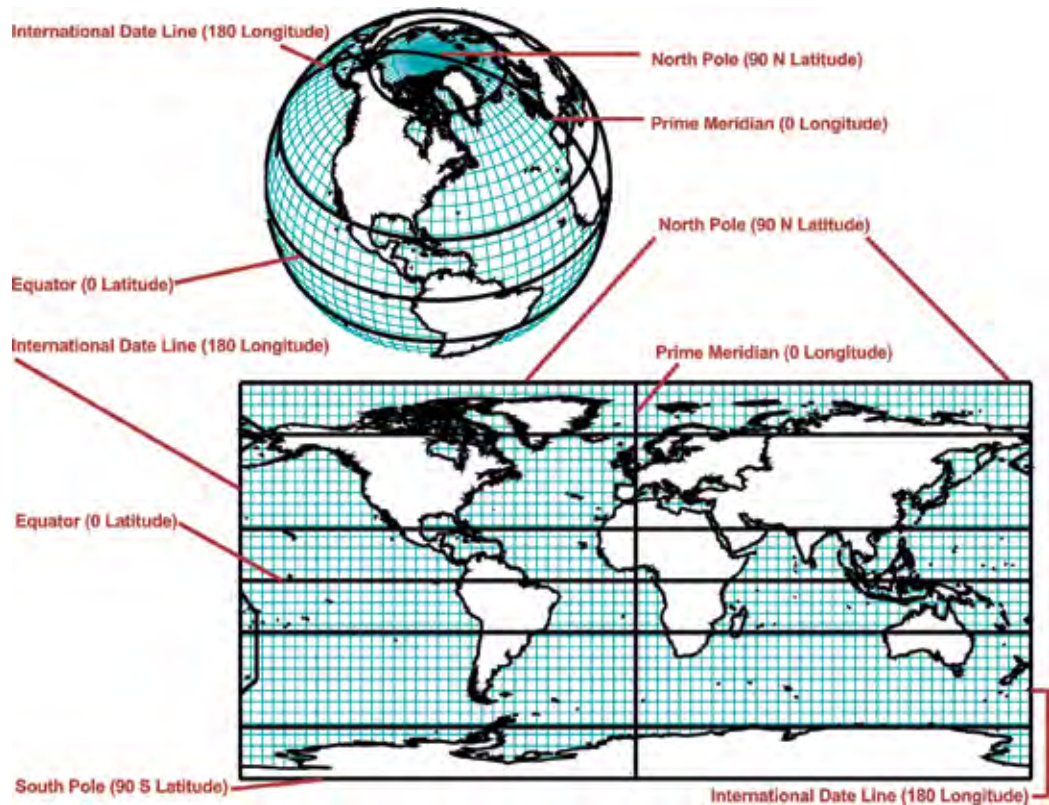 International Date Line (180 Longitude)
North Pole (90 N Latitude)
Prime Meridian (0 Longitude)
North Pole (90 N Latitude)
Equator (0 Latitude)
International Date Line (180 Longitude)
Prime Meridian (0 Longitude)
Equator (0 Latitude)
South Pole (90 S Latitude)
International Date Line (180 Longitude)